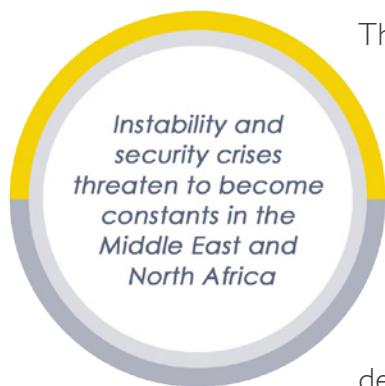 Th
Instability and
security crises
threaten to become
constants in the
Middle East and
North Africa
de